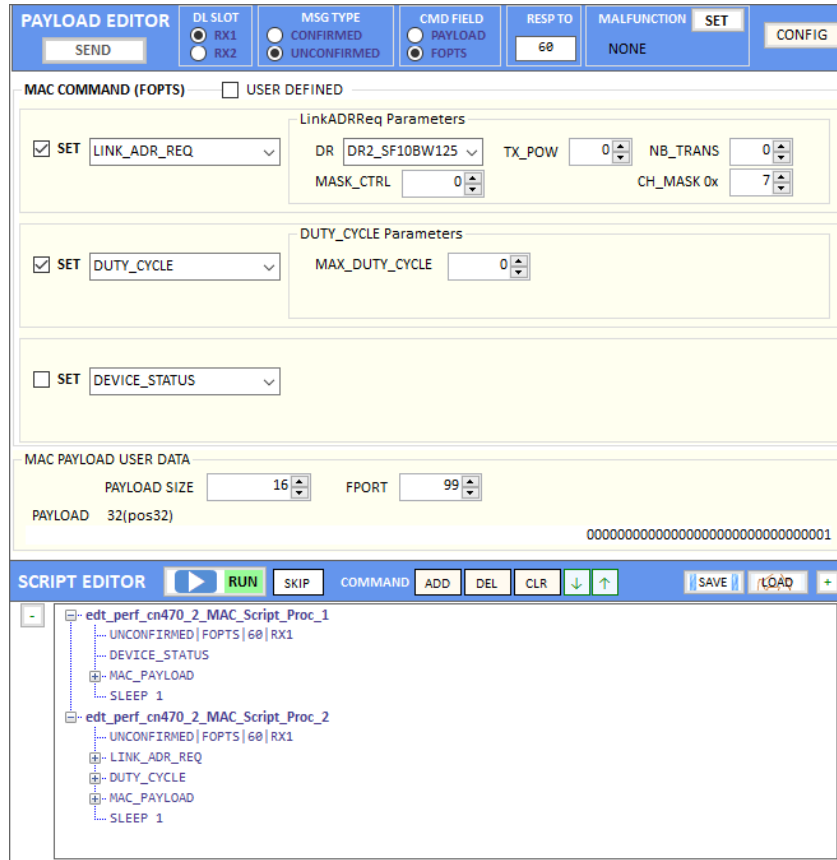 PAYLOAD EDITOR
SEND
DL SLOT
RX1
RX2
MSG TYPE
CONFIRMED
UNCONFIRMED
CMD FIELD
PAYLOAD
FOPTS
RESP TO
60
MALFUNCTION SET
NONE
CONFIG
MAC COMMAND (FOPTS) USER DEFINED
SET LINK_ADR_REQ
LinkADRReq Parameters
DR DR2_SF10BW125 TX_POW 0 NB_TRANS 0
MASK_CTRL 0 CH_MASK 0x 7
SET DUTY_CYCLE
DUTY_CYCLE Parameters
MAX_DUTY_CYCLE 0
SET DEVICE_STATUS
MAC PAYLOAD USER DATA
PAYLOAD SIZE 16 FPORT 99
PAYLOAD 32(pos32)
00000000000000000000000000000001
SCRIPT EDITOR RUN SKIP COMMAND ADD DEL CLR ↓ ↑ SAVE LOAD +
-
edt_perf_cn470_2_MAC_Script_Proc_1
UNCONFIRMED|FOPTS|60|RX1
DEVICE_STATUS
MAC_PAYLOAD
SLEEP 1
edt_perf_cn470_2_MAC_Script_Proc_2
UNCONFIRMED|FOPTS|60|RX1
LINK_ADR_REQ
DUTY_CYCLE
MAC_PAYLOAD
SLEEP 1